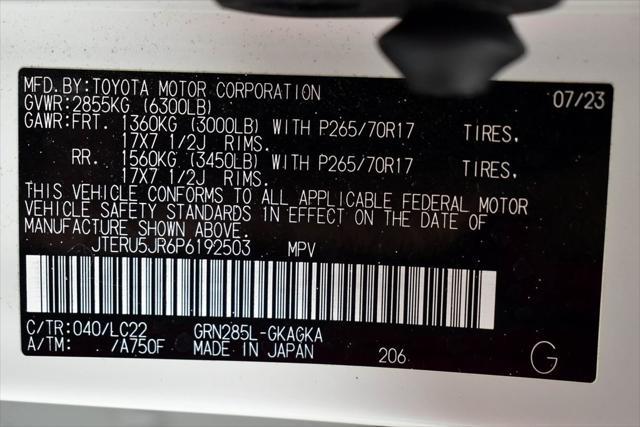 MFD.BY:TOYOTA MOTOR CORPORATION 07/23
GVWR:2855KG (6300LB)
GAWR:FRT. 1360KG (3000LB) WITH P265/70R17 TIRES.
17X7 1/2J RIMS.
RR. 1560KG (3450LB) WITH P265/70R17 TIRES.
17X7 1/2J RIMS.
THIS VEHICLE CONFORMS TO ALL APPLICABLE FEDERAL MOTOR
VEHICLE SAFETY STANDARDS IN EFFECT ON THE DATE OF
MANUFACTURE SHOWN ABOVE.
JTERU5JR6P6192503 MPV
C/TR:040/LC22 GRN285L-GKAGKA
A/TM: /A750F MADE IN JAPAN 206 G